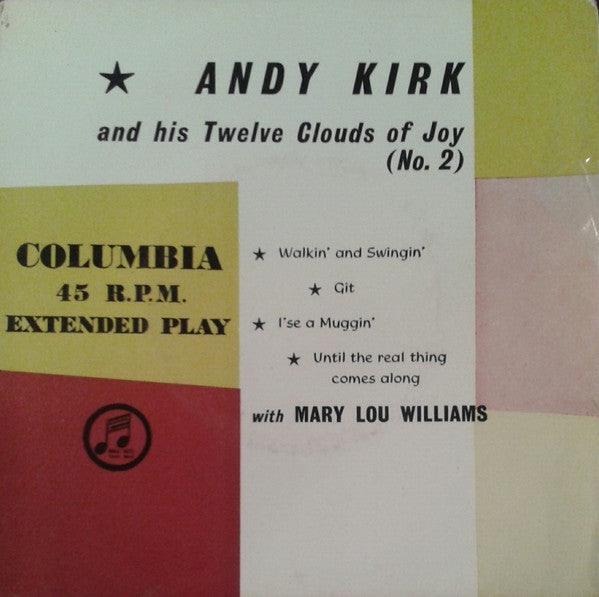 ★ ANDY KIRK
and his Twelve Clouds of Joy
(No. 2)
COLUMBIA
45 R.P.M.
EXTENDED PLAY
★ Walkin' and Swingin'
★ Git
★ I'se a Muggin'
★ Until the real thing
comes along
with MARY LOU WILLIAMS